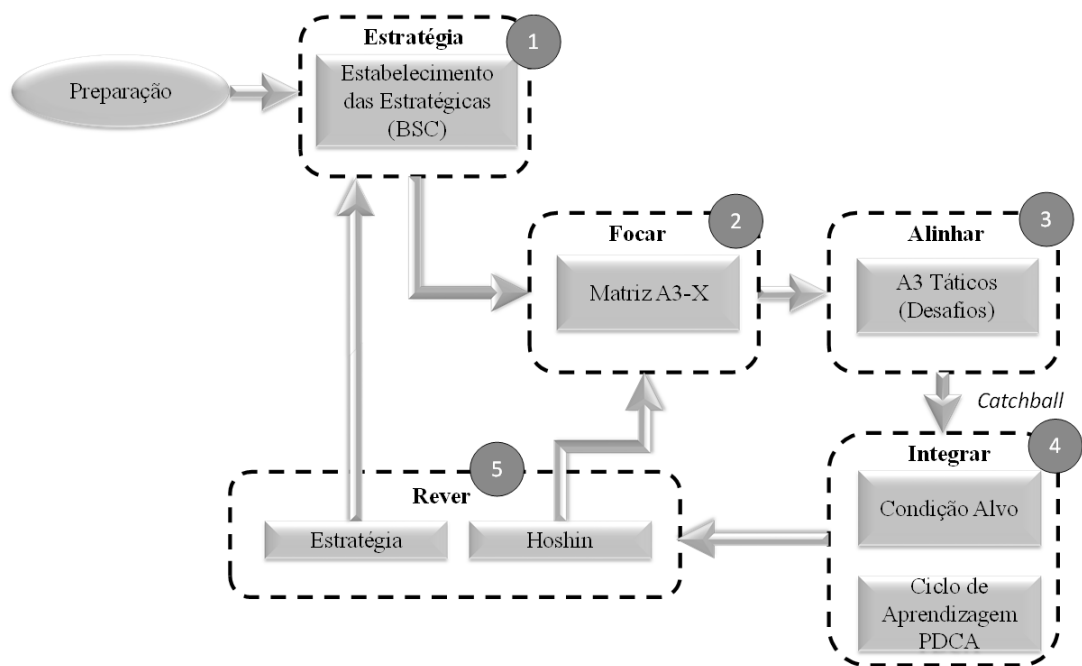 Preparação
Estratégia
1
Estabelecimento
das Estratégicas
(BSC)
Focar
2
Matriz A3-X
Alinhar
3
A3 Táticos
(Desafios)
Catchball
Integrar
4
Condição Alvo
Ciclo de
Aprendizagem
PDCA
5
Rever
Estratégia
Hoshin